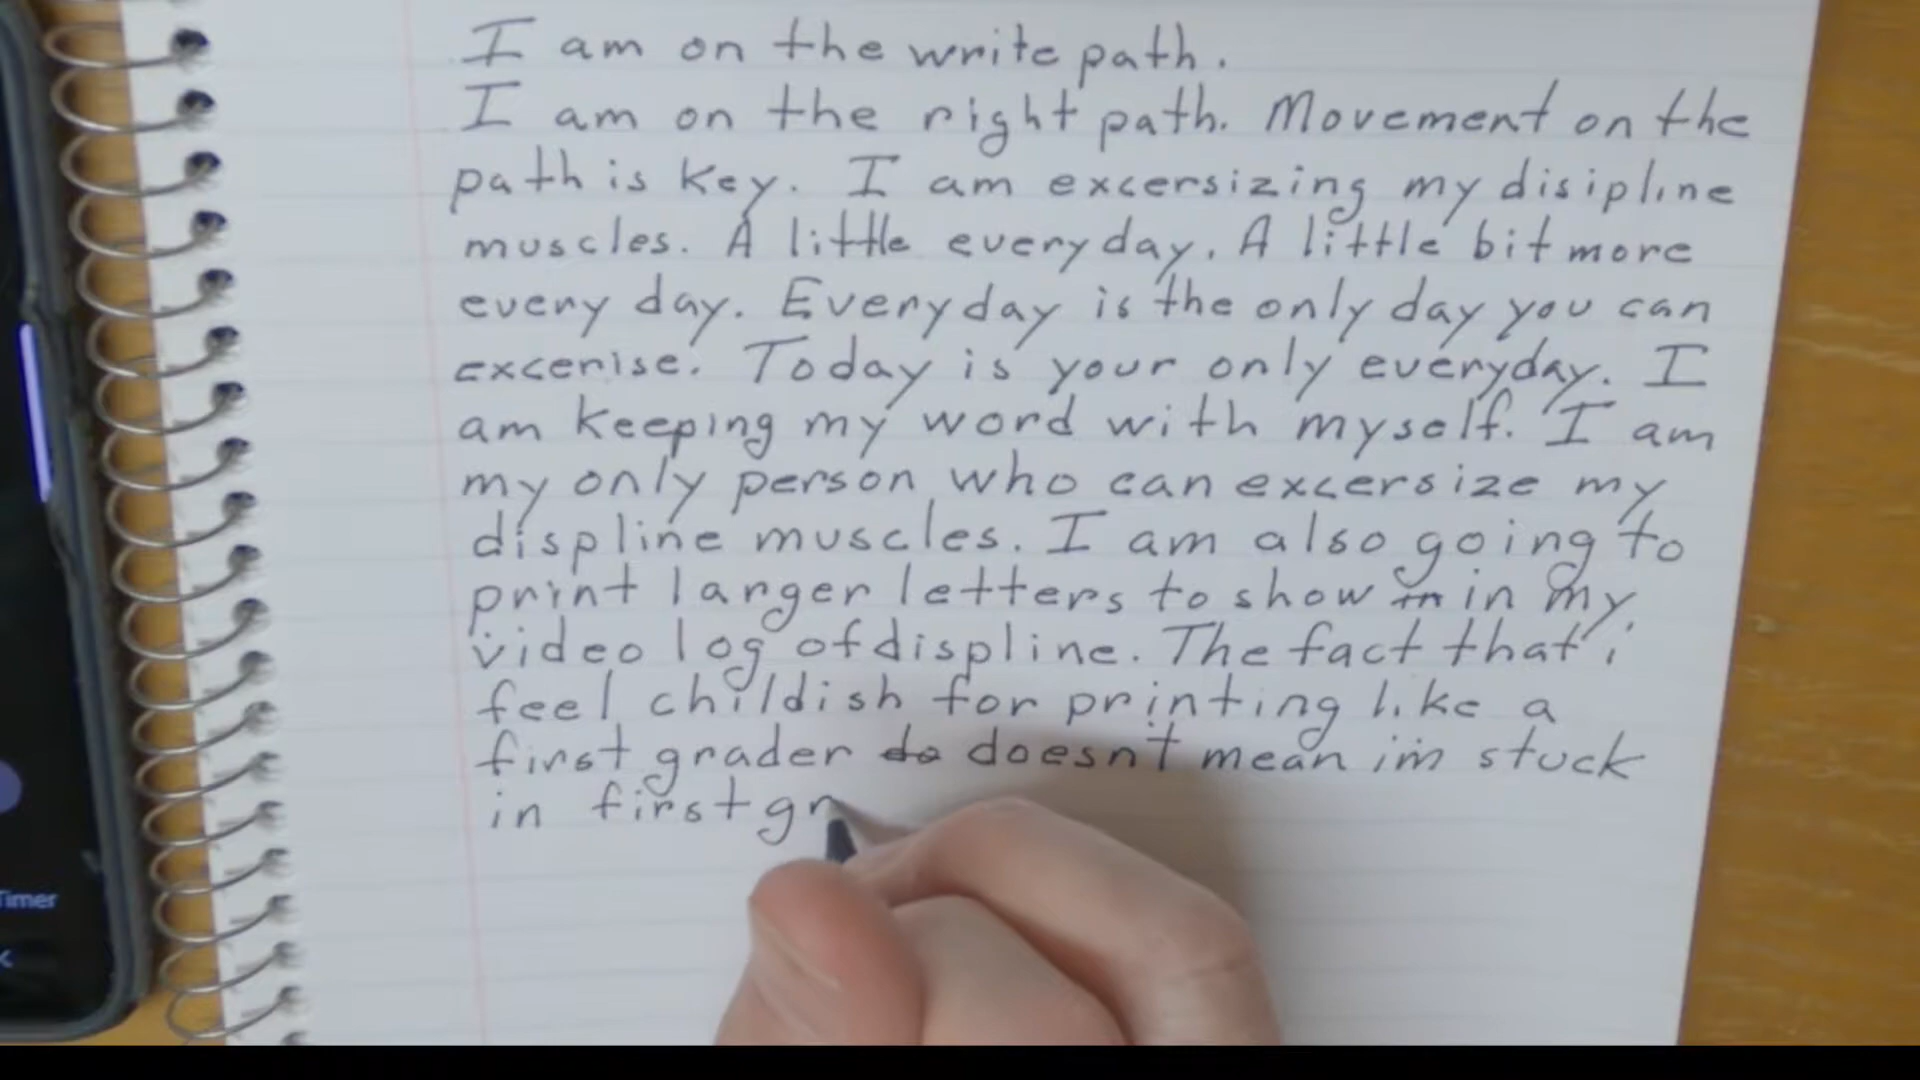 I am on the write path.
I am on the right path. Movement on the
path is key. I am excersizing my disipline
muscles. A little everyday. A little bit more
every day. Everyday is the only day you can
excerise. Today is your only everyday. I
am keeping my word with myself. I am
my only person who can excersize my
displine muscles. I am also going to
print larger letters to show in in my
video log of displine. The fact that i
feel childish for printing like a
first grader do doesn't mean i'm stuck
in first gr
Timer